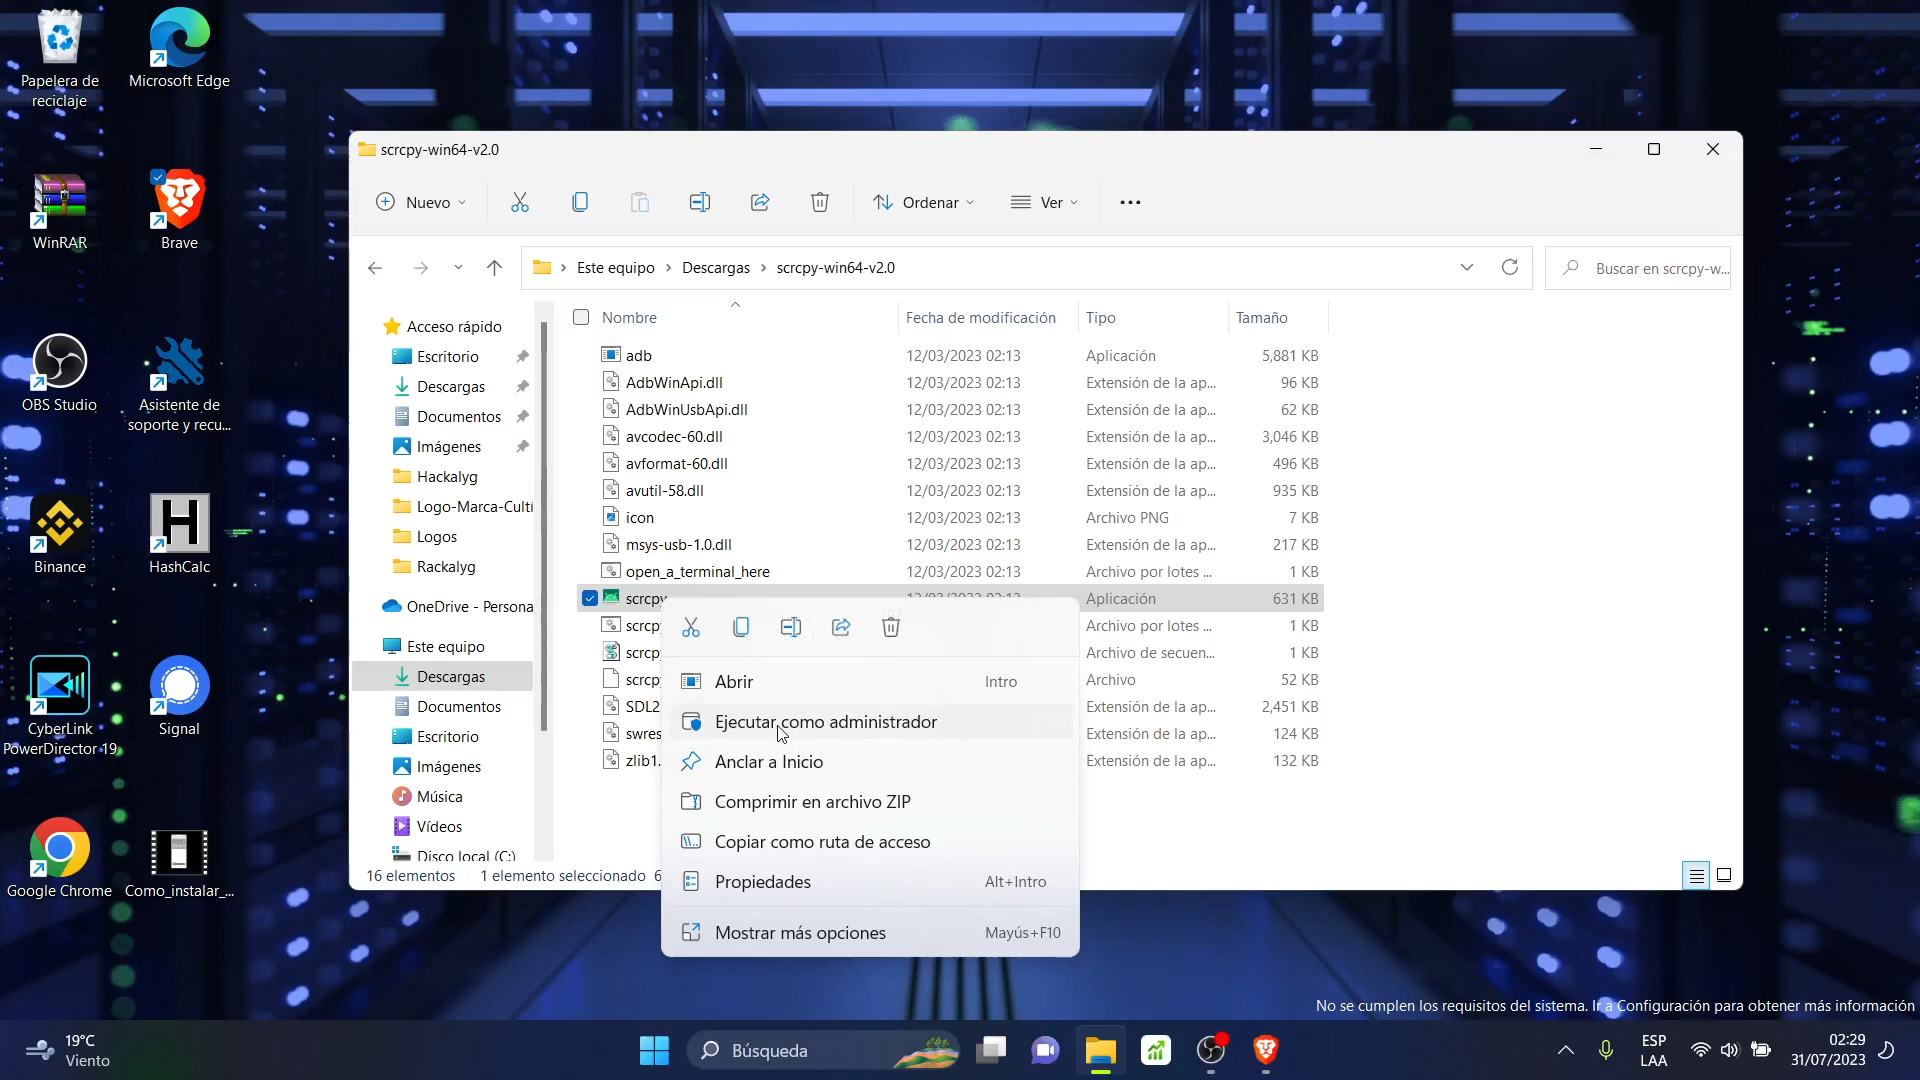 Papelera de
reciclaje
Microsoft Edge
WinRAR
Brave
OBS Studio
Asistente de
soporte y recu...
Binance
HashCalc
CyberLink
PowerDirector 19
Signal
Google Chrome
Como_instalar_...
scrcpy-win64-v2.0
Nuevo
Ordenar
Ver
Este equipo
Descargas
scrcpy-win64-v2.0
Buscar en scrcpy-w...
Acceso rápido
Escritorio
Descargas
Documentos
Imágenes
Hackalyg
Logo-Marca-Culti
Logos
Rackalyg
OneDrive - Persona
Este equipo
Descargas
Documentos
Escritorio
Imágenes
Música
Vídeos
Disco local (C:)
Nombre Fecha de modificación Tipo Tamaño
adb 12/03/2023 02:13 Aplicación 5,881 KB
AdbWinApi.dll 12/03/2023 02:13 Extensión de la ap... 96 KB
AdbWinUsbApi.dll 12/03/2023 02:13 Extensión de la ap... 62 KB
avcodec-60.dll 12/03/2023 02:13 Extensión de la ap... 3,046 KB
avformat-60.dll 12/03/2023 02:13 Extensión de la ap... 496 KB
avutil-58.dll 12/03/2023 02:13 Extensión de la ap... 935 KB
icon 12/03/2023 02:13 Archivo PNG 7 KB
msys-usb-1.0.dll 12/03/2023 02:13 Extensión de la ap... 217 KB
open_a_terminal_here 12/03/2023 02:13 Archivo por lotes ... 1 KB
scrcpy 12/03/2023 02:13 Aplicación 631 KB
scrcpy Archivo por lotes ... 1 KB
scrcpy Archivo de secuen... 1 KB
scrcpy Archivo 52 KB
SDL2 Extensión de la ap... 2,451 KB
swres Extensión de la ap... 124 KB
zlib1. Extensión de la ap... 132 KB
Abrir Intro
Ejecutar como administrador
Anclar a Inicio
Comprimir en archivo ZIP
Copiar como ruta de acceso
Propiedades Alt+Intro
Mostrar más opciones Mayús+F10
16 elementos 1 elemento seleccionado 6
No se cumplen los requisitos del sistema. Ir a Configuración para obtener más información
19°C
Viento
Búsqueda
ESP
LAA
02:29
31/07/2023